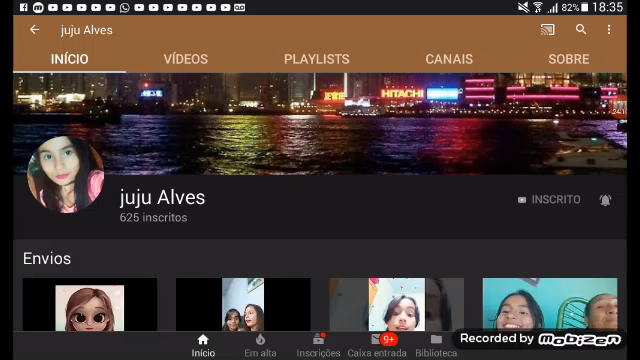 82% 18:35
juju Alves
INÍCIO VÍDEOS PLAYLISTS CANAIS SOBRE
HITACHI
juju Alves
INSCRITO
625 inscritos
Envios
9+
Início Em alta Inscrições Caixa entrada Biblioteca
Recorded by MOBIZEN